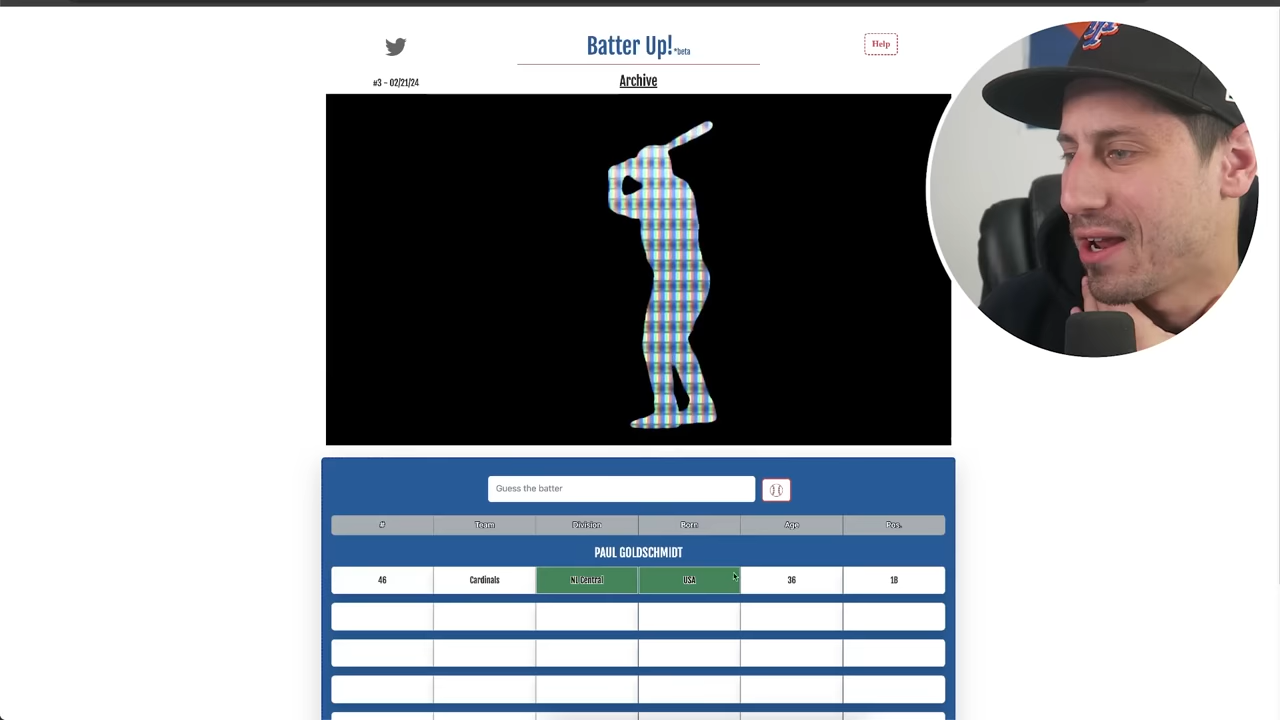 Batter Up!*beta
Help
#3 - 02/21/24
Archive
Guess the batter
# Team Division Born Age Pos.
PAUL GOLDSCHMIDT
46 Cardinals NL Central USA 36 1B